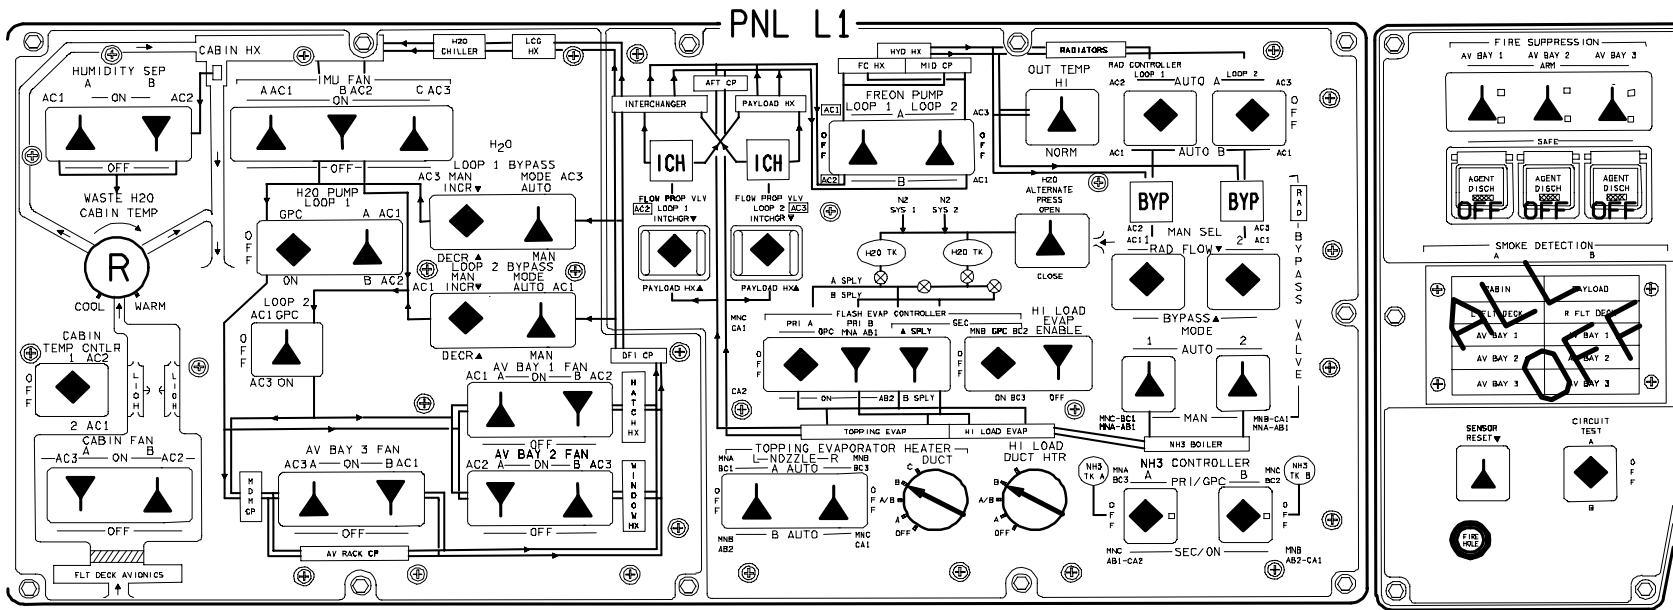 PNL L1
CABIN HX
HUMIDITY SEP
A B
ON
AC1 AC2
OFF
WASTE H2O
CABIN TEMP
R
COOL WARM
CABIN
TEMP CNTLR
1 AC2
OFF
2 AC1
LIOH LIOH
CABIN FAN
A B
AC3 ON AC2
OFF
FLT DECK AVIONICS
IMU FAN
A AC1 B AC2 C AC3
ON
OFF
H2O PUMP
LOOP 1
GPC A AC1
OFF
ON B AC2
LOOP 2
AC1 GPC
OFF
AC3 ON
H2O
LOOP 1 BYPASS
AC3 MAN MODE AC3
INCR▼ AUTO
DECR▲ MAN
LOOP 2 BYPASS
MAN MODE
INCR▼ AUTO AC1
DECR▲ MAN
AV BAY 1 FAN
AC1 A ON B AC2
OFF
AV BAY 3 FAN
AC3 A ON B AC1
OFF
AV BAY 2 FAN
AC2 A ON B AC3
OFF
MDM CP
AV RACK CP
HATCH HX
WINDOW HX
DFI CP
H2O
CHILLER
LCG
HX
INTERCHANGER
AFT CP
PAYLOAD HX
ICH ICH
FLOW PROP VLV
AC2 LOOP 1
INTCHGR▼
PAYLOAD HX▲
FLOW PROP VLV
LOOP 2 AC3
INTCHGR▼
PAYLOAD HX▲
HYD HX
FC HX MID CP
FREON PUMP
AC1 LOOP 1 LOOP 2 AC3
A
OFF OFF
AC2 B AC1
RADIATORS
OUT TEMP
HI
NORM
RAD CONTROLLER
LOOP 1 LOOP 2
AC2 AUTO A AC3
OFF
AC1 AUTO B AC1
BYP BYP
AC2 AC3
MAN SEL
AC1 1 2 AC1
RAD FLOW▼
BYPASS▲
MODE
1 AUTO 2
MNC-BC1 MAN MNB-CA1
MNA-AB1 MNA-AB1
RAD-BYPASS VALVE
N2 N2
SYS 1 SYS 2
H2O TK H2O TK
H2O
ALTERNATE
PRESS
OPEN
CLOSE
A SPLY
B SPLY
MNC
CA1
FLASH EVAP CONTROLLER
PRI A PRI B SEC
GPC MNA AB1 A SPLY MNB GPC BC2
OFF OFF
CA2 ON AB2 B SPLY ON BC3
HI LOAD
EVAP
ENABLE
OFF
TOPPING EVAP HI LOAD EVAP
NH3 BOILER
TOPPING EVAPORATOR HEATER
MNA L-NOZZLE-R MNB DUCT
BC1 A AUTO BC3
OFF OFF
MNB B AUTO MNC
AB2 CA1
C
B
A/B
A
OFF
HI LOAD
DUCT HTR
B
A/B
A
OFF
NH3
TK A
MNA
BC3
NH3 CONTROLLER
A B
PRI/GPC
MNC
BC2
NH3
TK B
OFF OFF
MNC SEC/ON MNB
AB1-CA2 AB2-CA1
FIRE SUPPRESSION
AV BAY 1 AV BAY 2 AV BAY 3
ARM
SAFE
AGENT AGENT AGENT
DISCH DISCH DISCH
OFF OFF OFF
SMOKE DETECTION
A B
CABIN PAYLOAD
L FLT DECK R FLT DECK
AV BAY 1 AV BAY 1
AV BAY 2 AV BAY 2
AV BAY 3 AV BAY 3
ALL
OFF
SENSOR
RESET▼
CIRCUIT
TEST
A
OFF
B
FIRE
HOLE